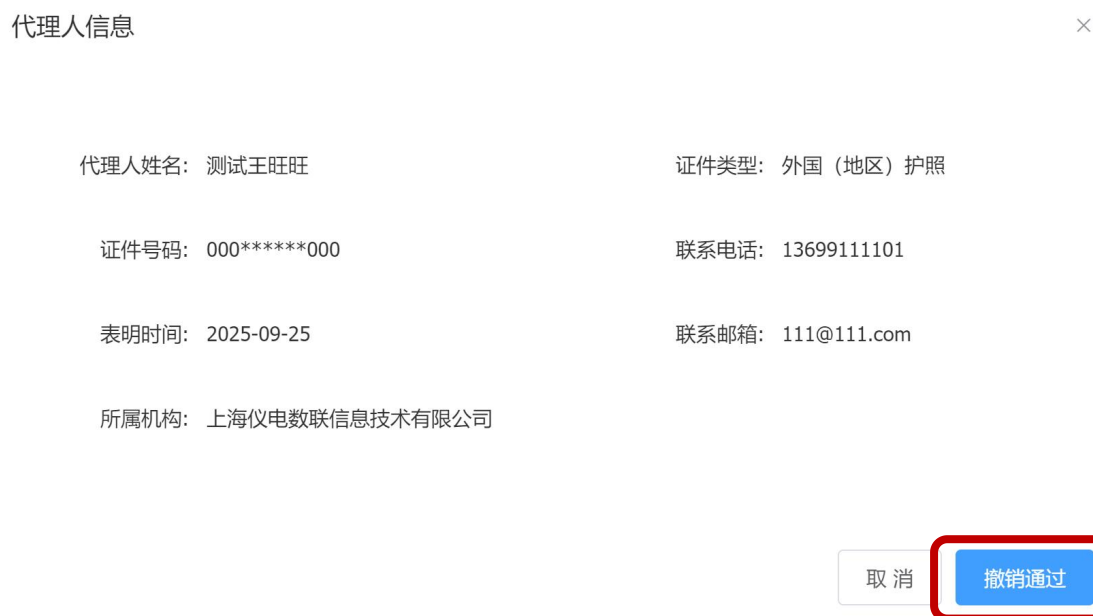 代理人信息
代理人姓名: 测试王旺旺 证件类型: 外国（地区）护照
证件号码: 000******000 联系电话: 13699111101
表明时间: 2025-09-25 联系邮箱: 111@111.com
所属机构: 上海仪电数联信息技术有限公司
取消 撤销通过